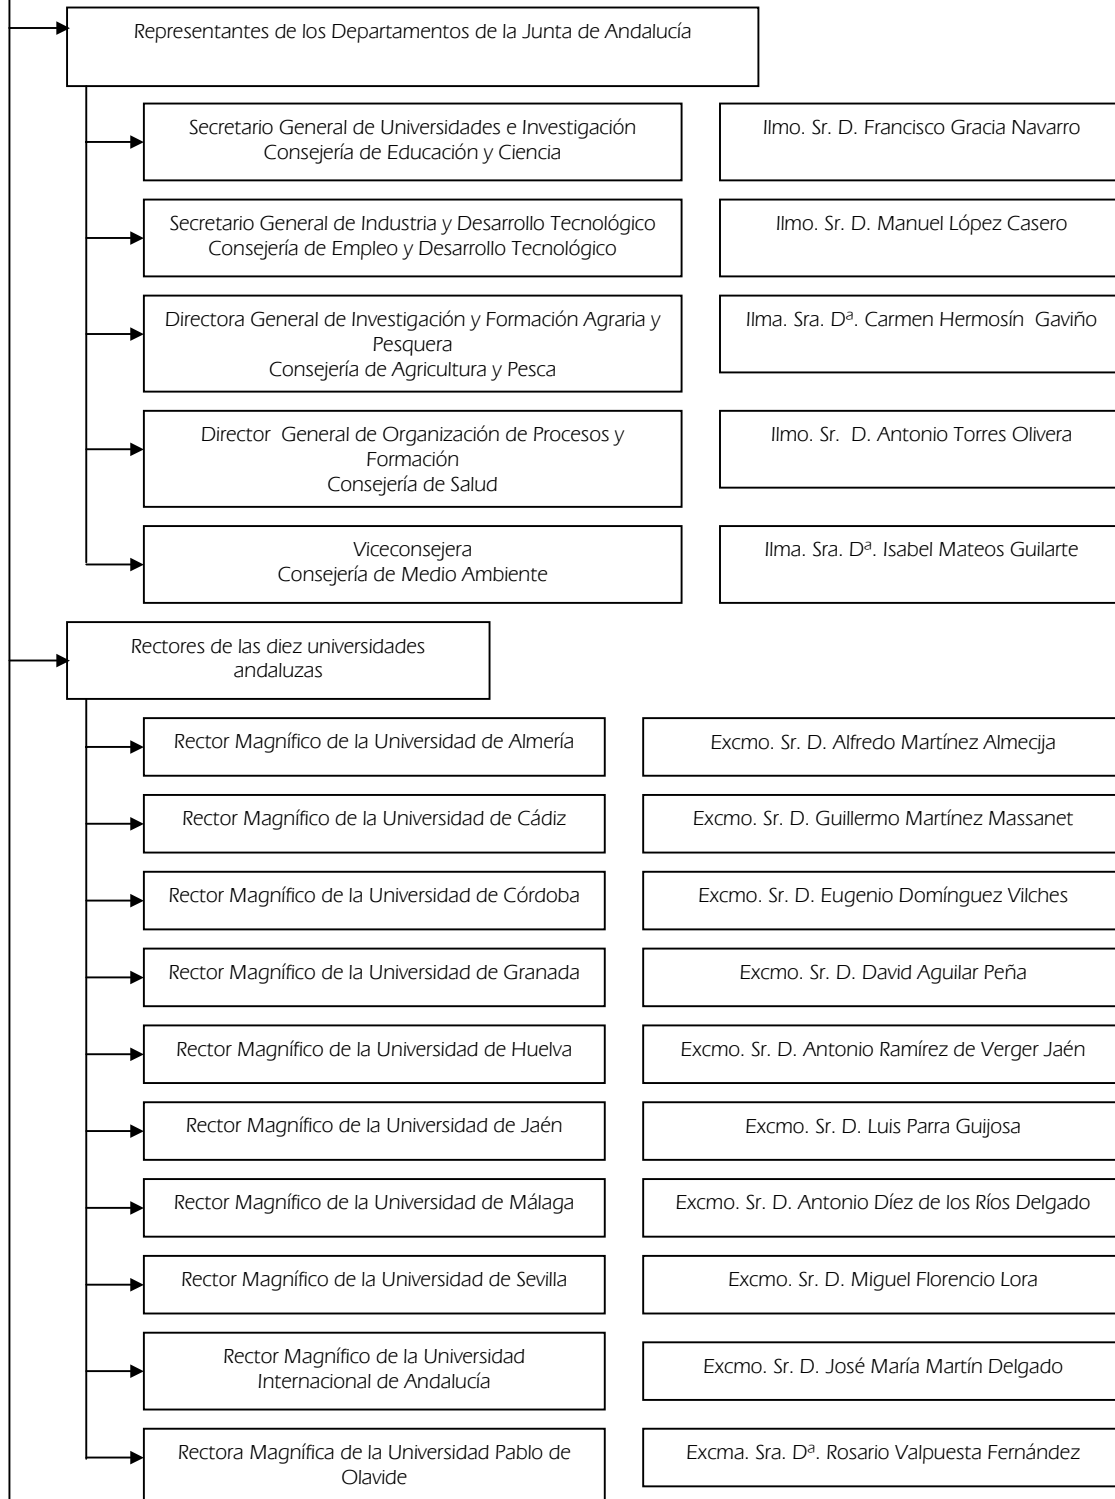 Representantes de los Departamentos de la Junta de Andalucía
Secretario General de Universidades e Investigación
Consejería de Educación y Ciencia
Ilmo. Sr. D. Francisco Gracia Navarro
Secretario General de Industria y Desarrollo Tecnológico
Consejería de Empleo y Desarrollo Tecnológico
Ilmo. Sr. D. Manuel López Casero
Directora General de Investigación y Formación Agraria y
Pesquera
Consejería de Agricultura y Pesca
Ilma. Sra. Dª. Carmen Hermosín Gaviño
Director General de Organización de Procesos y
Formación
Consejería de Salud
Ilmo. Sr. D. Antonio Torres Olivera
Viceconsejera
Consejería de Medio Ambiente
Ilma. Sra. Dª. Isabel Mateos Guilarte
Rectores de las diez universidades
andaluzas
Rector Magnífico de la Universidad de Almería
Excmo. Sr. D. Alfredo Martínez Almecija
Rector Magnífico de la Universidad de Cádiz
Excmo. Sr. D. Guillermo Martínez Massanet
Rector Magnífico de la Universidad de Córdoba
Excmo. Sr. D. Eugenio Domínguez Vilches
Rector Magnífico de la Universidad de Granada
Excmo. Sr. D. David Aguilar Peña
Rector Magnífico de la Universidad de Huelva
Excmo. Sr. D. Antonio Ramírez de Verger Jaén
Rector Magnífico de la Universidad de Jaén
Excmo. Sr. D. Luis Parra Guijosa
Rector Magnífico de la Universidad de Málaga
Excmo. Sr. D. Antonio Díez de los Ríos Delgado
Rector Magnífico de la Universidad de Sevilla
Excmo. Sr. D. Miguel Florencio Lora
Rector Magnífico de la Universidad
Internacional de Andalucía
Excmo. Sr. D. José María Martín Delgado
Rectora Magnífica de la Universidad Pablo de
Olavide
Excma. Sra. Dª. Rosario Valpuesta Fernández